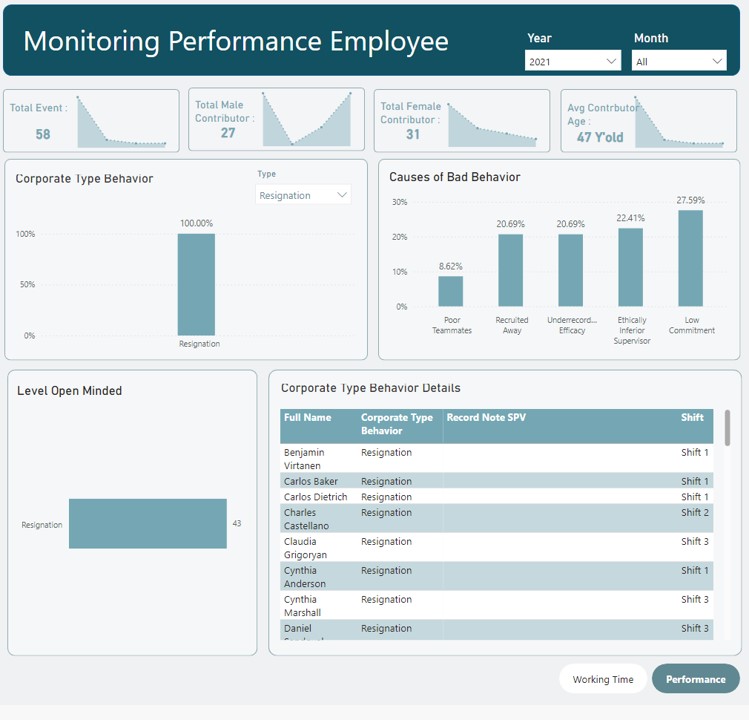 Monitoring Performance Employee
Year
Month
2021
All
Total Event :
58
Total Male
Contributor :
27
Total Female
Contributor :
31
Avg Contrbutor
Age :
47 Y'old
Corporate Type Behavior
Type
Resignation
100.00%
100%
50%
0%
Resignation
Causes of Bad Behavior
30%
20%
10%
0%
8.62%
20.69%
20.69%
22.41%
27.59%
Poor
Teammates
Recruited
Away
Underrecord...
Efficacy
Ethically
Inferior
Supervisor
Low
Commitment
Level Open Minded
Resignation
43
Corporate Type Behavior Details
Full Name
Corporate Type
Behavior
Record Note SPV
Shift
Benjamin
Virtanen
Resignation
Shift 1
Carlos Baker
Resignation
Shift 1
Carlos Dietrich
Resignation
Shift 1
Charles
Castellano
Resignation
Shift 2
Claudia
Grigoryan
Resignation
Shift 3
Cynthia
Anderson
Resignation
Shift 1
Cynthia
Marshall
Resignation
Shift 3
Daniel
Resignation
Shift 3
Working Time
Performance